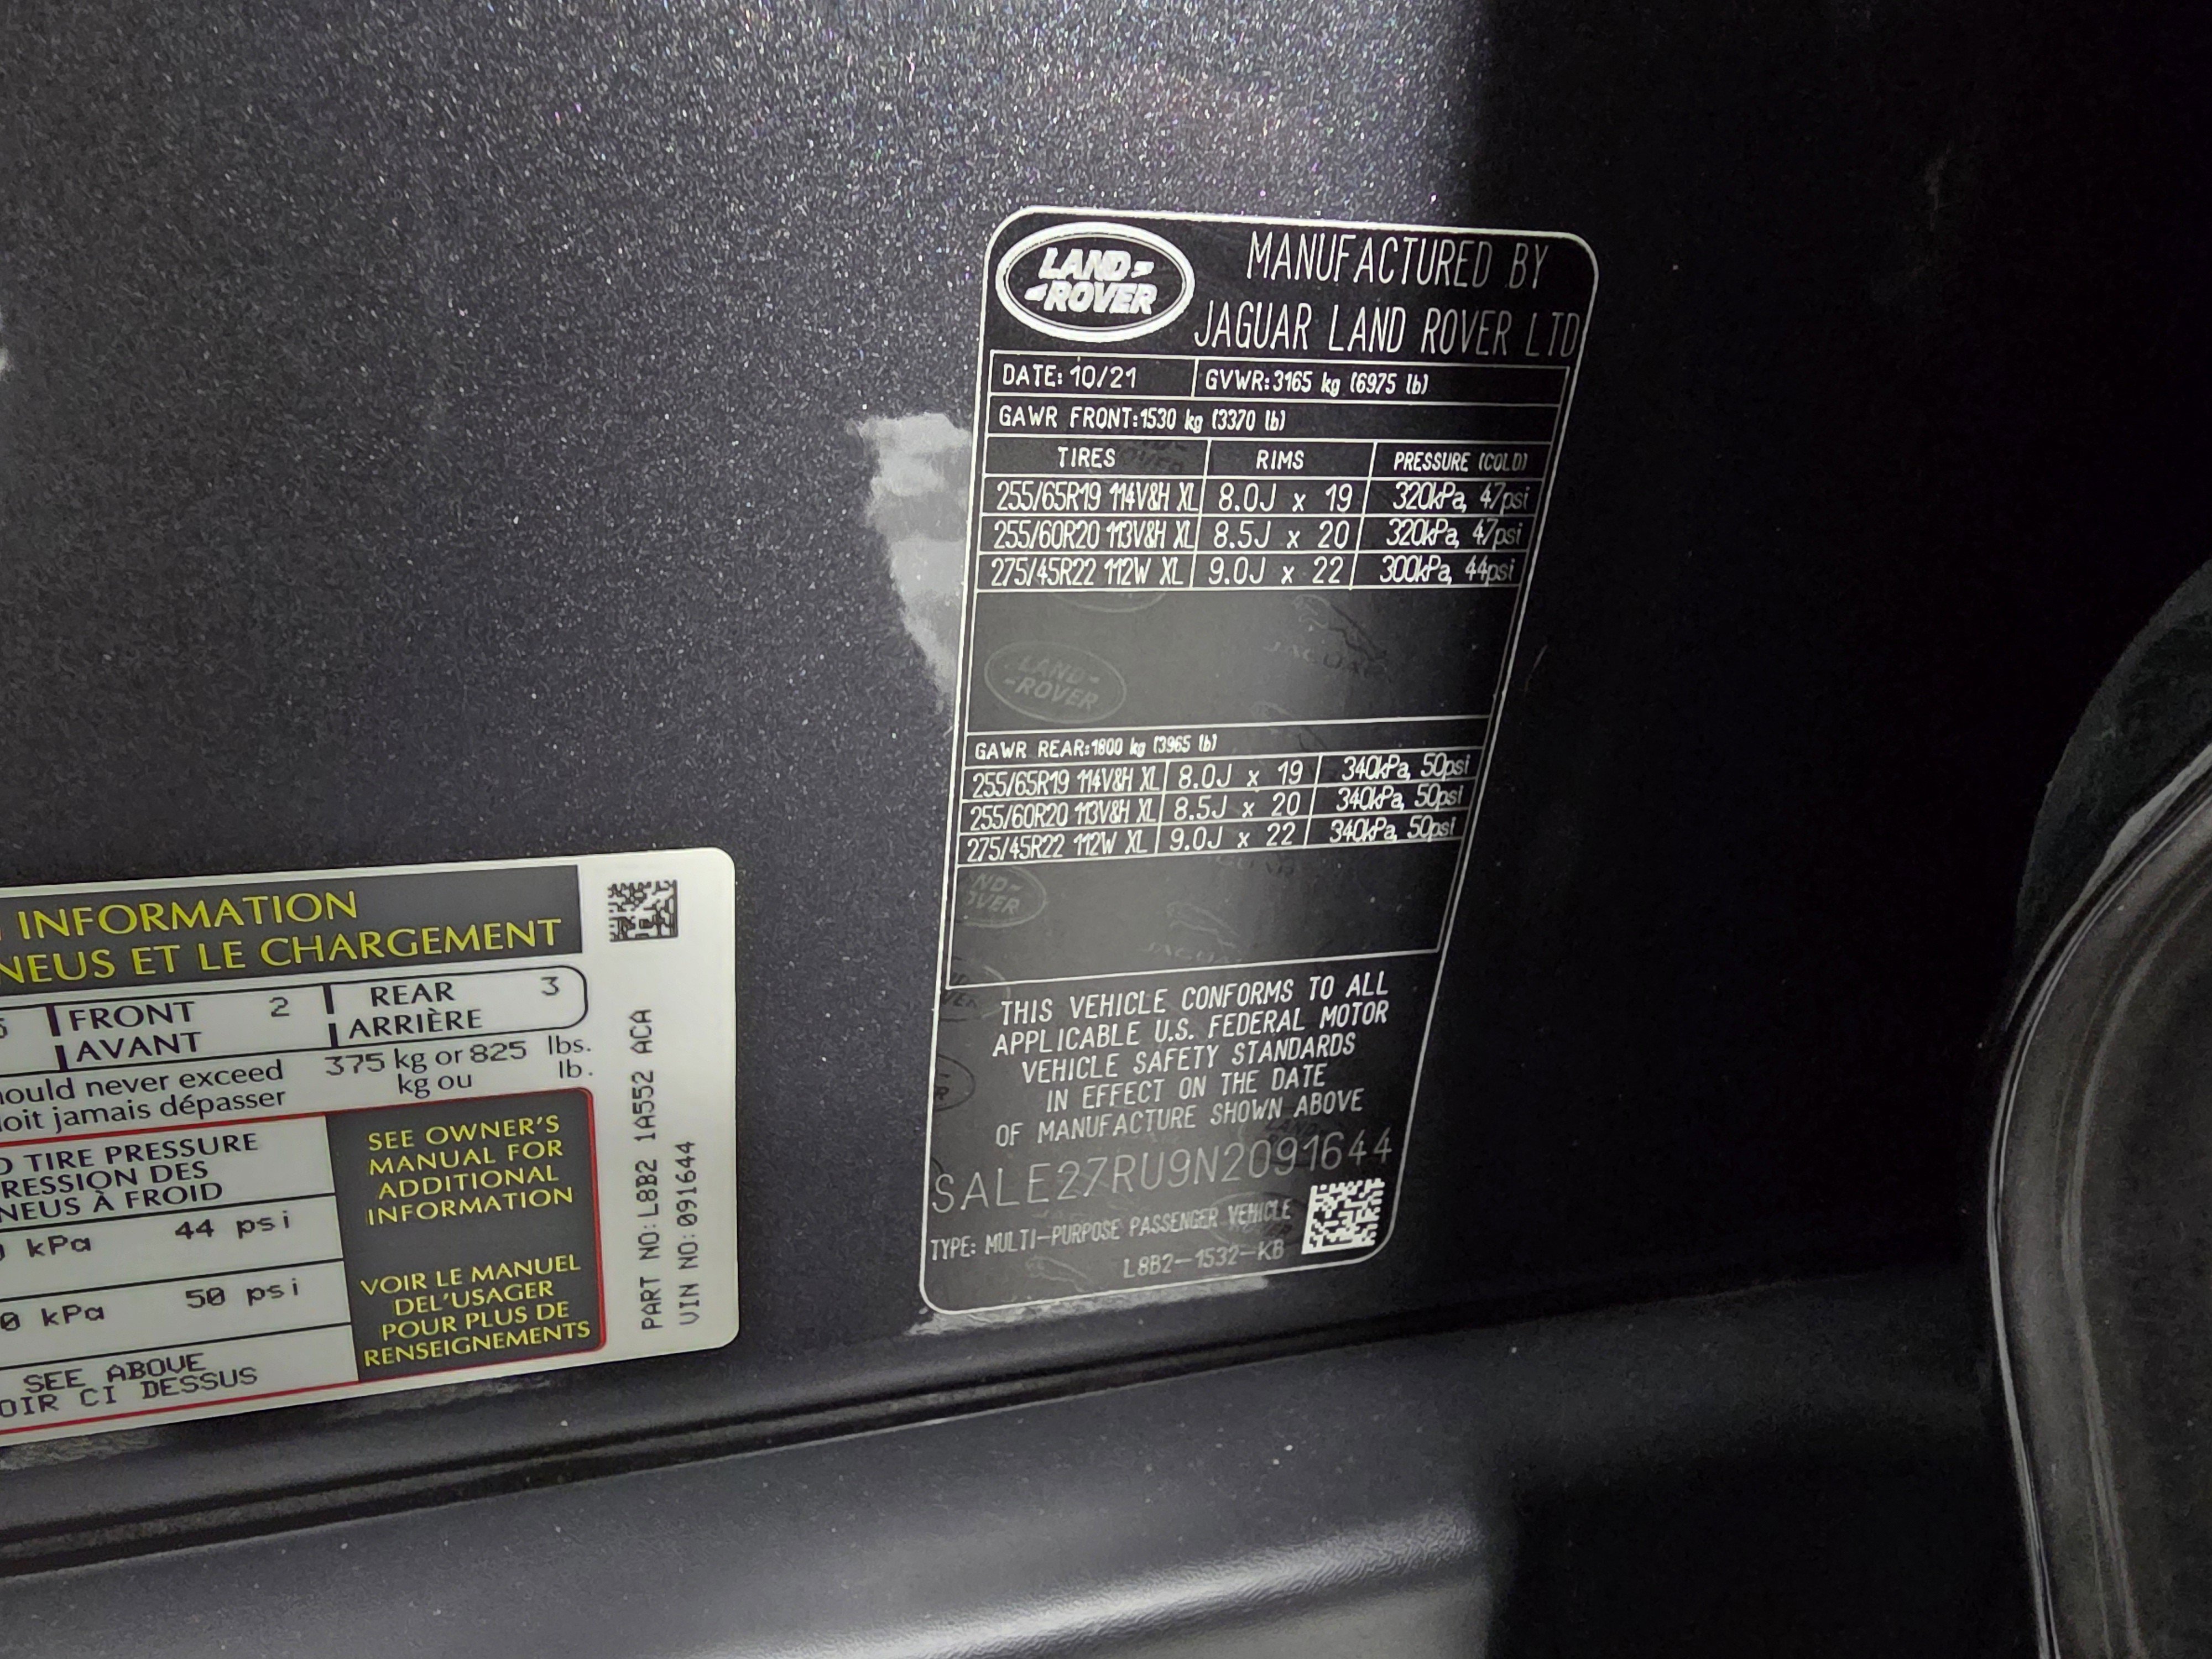 LAND ROVER
MANUFACTURED BY
JAGUAR LAND ROVER LTD
DATE: 10/21 GVWR: 3165 kg (6975 lb)
GAWR FRONT: 1530 kg (3370 lb)
TIRES RIMS PRESSURE (COLD)
255/65R19 114V&H XL 8.0J x 19 320kPa, 47psi
255/60R20 113V&H XL 8.5J x 20 320kPa, 47psi
275/45R22 112W XL 9.0J x 22 300kPa, 44psi
LAND ROVER
JAGUAR
GAWR REAR: 1800 kg (3965 lb)
255/65R19 114V&H XL 8.0J x 19 340kPa, 50psi
255/60R20 113V&H XL 8.5J x 20 340kPa, 50psi
275/45R22 112W XL 9.0J x 22 340kPa, 50psi
THIS VEHICLE CONFORMS TO ALL
APPLICABLE U.S. FEDERAL MOTOR
VEHICLE SAFETY STANDARDS
IN EFFECT ON THE DATE
OF MANUFACTURE SHOWN ABOVE
SALE27RU9N2091644
TYPE: MULTI-PURPOSE PASSENGER VEHICLE
L8B2-1532-KB
INFORMATION
NEUS ET LE CHARGEMENT
FRONT 2 REAR 3
AVANT ARRIÈRE
ould never exceed 375 kg or 825 lbs.
oit jamais dépasser kg ou lb.
TIRE PRESSURE
RESSION DES
NEUS À FROID
kPa 44 psi
0 kPa 50 psi
SEE ABOVE
OIR CI DESSUS
SEE OWNER'S
MANUAL FOR
ADDITIONAL
INFORMATION
VOIR LE MANUEL
DEL'USAGER
POUR PLUS DE
RENSEIGNEMENTS
PART NO: L8B2 1A552 ACA
VIN NO: 091644